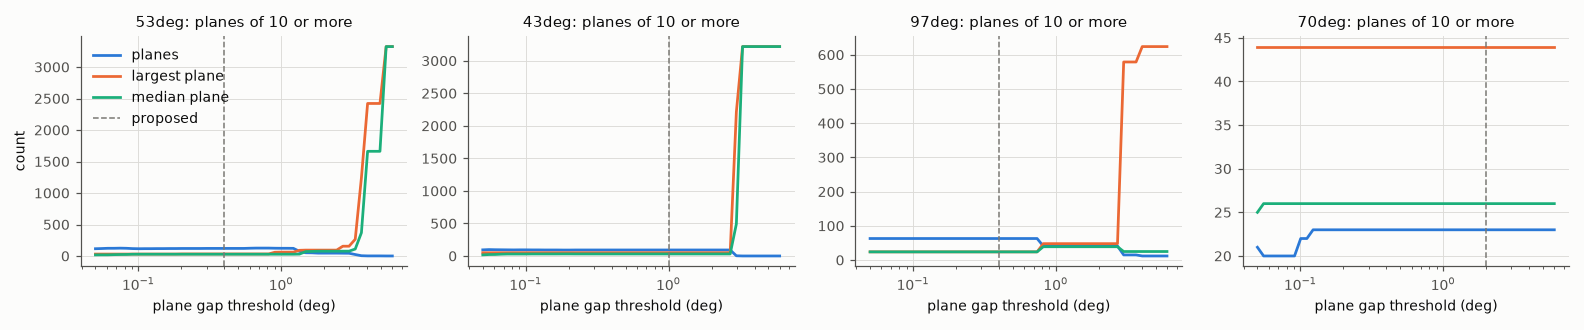 53deg: planes of 10 or more
43deg: planes of 10 or more
97deg: planes of 10 or more
70deg: planes of 10 or more
planes
largest plane
median plane
proposed
count
3000
2500
2000
1500
1000
500
0
10⁻¹
10⁰
plane gap threshold (deg)
3000
2500
2000
1500
1000
500
0
10⁻¹
10⁰
plane gap threshold (deg)
600
500
400
300
200
100
0
10⁻¹
10⁰
plane gap threshold (deg)
45
40
35
30
25
20
10⁻¹
10⁰
plane gap threshold (deg)